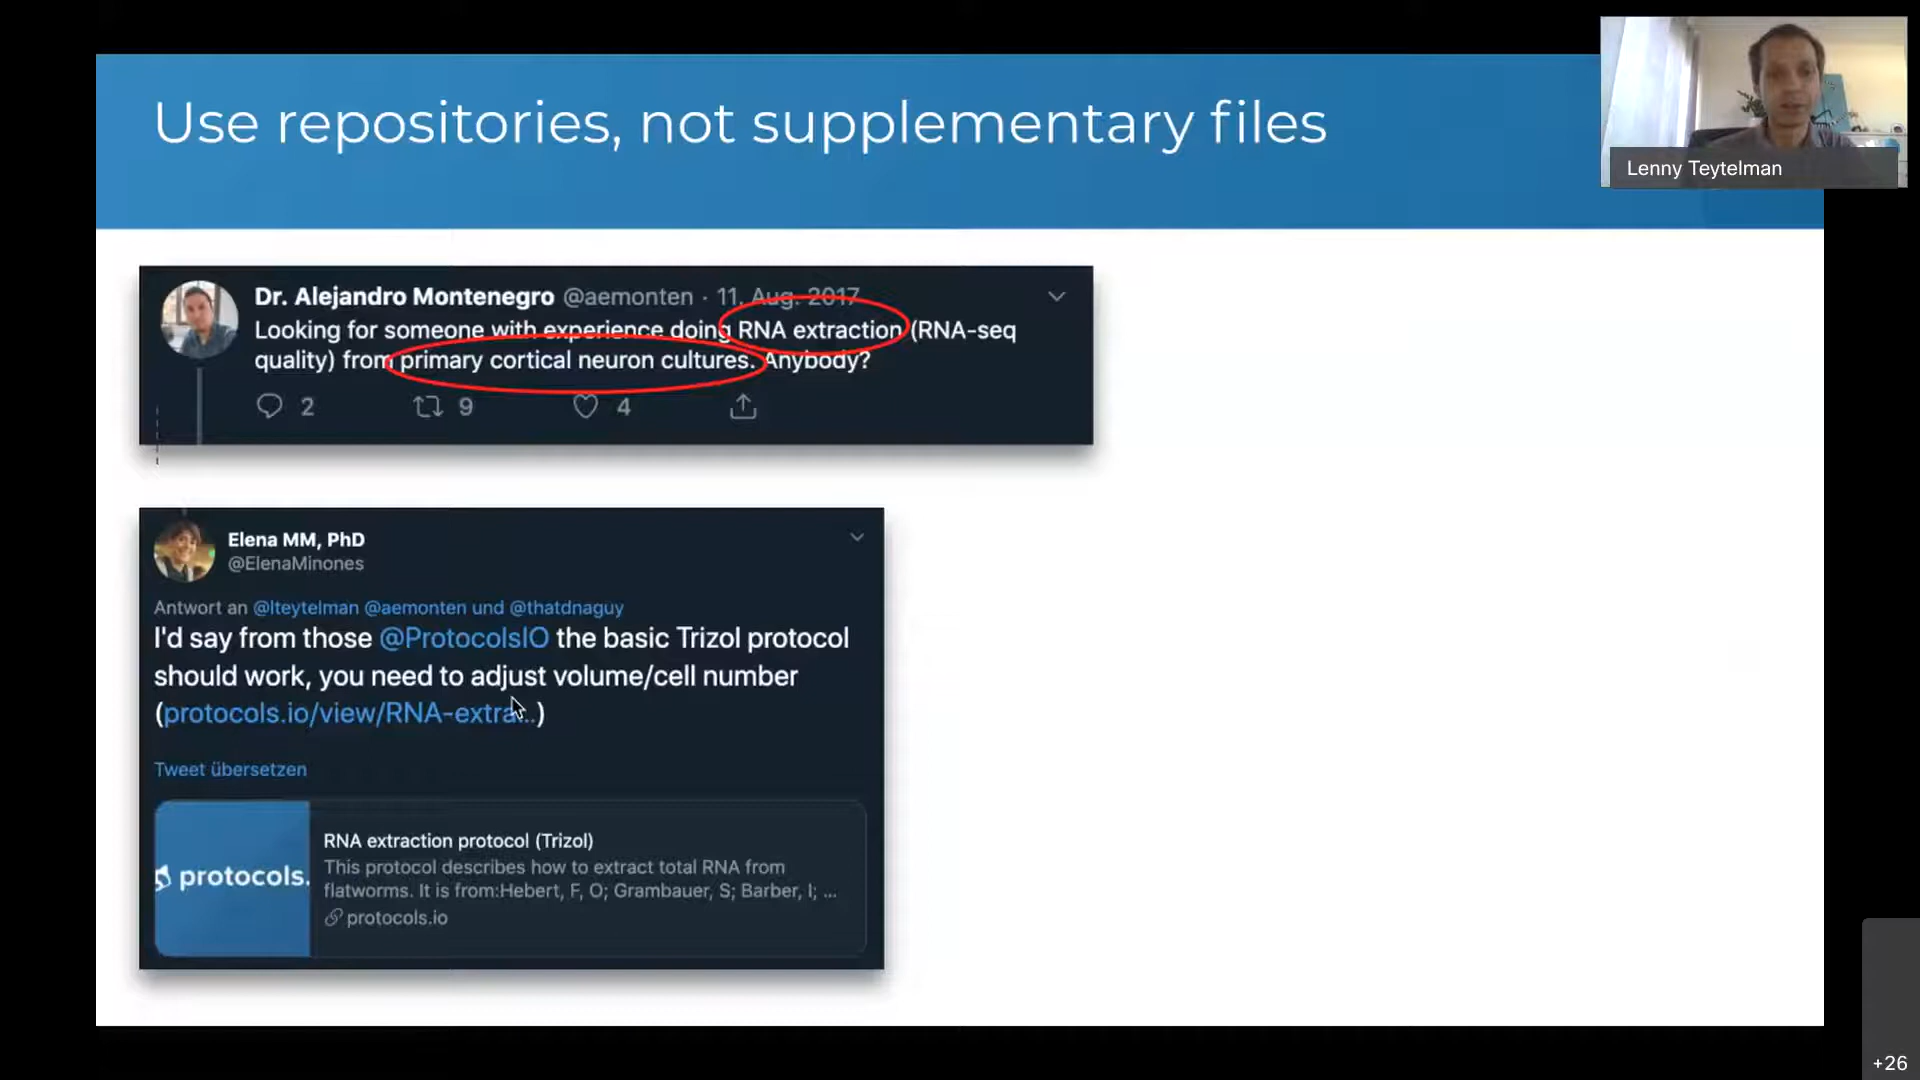 Use repositories, not supplementary files
Lenny Teytelman
Dr. Alejandro Montenegro @aemonten · 11. Aug. 2017
Looking for someone with experience doing RNA extraction (RNA-seq
quality) from primary cortical neuron cultures. Anybody?
2 9 4
Elena MM, PhD
@ElenaMinones
Antwort an @lteytelman @aemonten und @thatdnaguy
I'd say from those @ProtocolsIO the basic Trizol protocol
should work, you need to adjust volume/cell number
(protocols.io/view/RNA-extra...)
Tweet übersetzen
protocols.
RNA extraction protocol (Trizol)
This protocol describes how to extract total RNA from
flatworms. It is from:Hebert, F, O; Grambauer, S; Barber, I; ...
protocols.io
+26